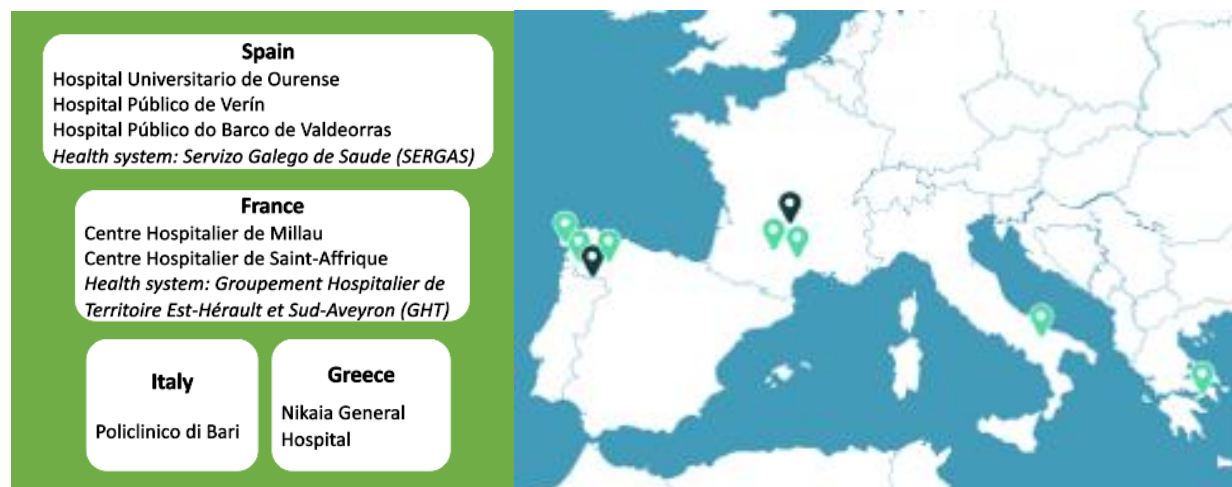 Spain
Hospital Universitario de Ourense
Hospital Público de Verín
Hospital Público do Barco de Valdeorras
Health system: Servizo Galego de Saude (SERGAS)
France
Centre Hospitalier de Millau
Centre Hospitalier de Saint-Affrique
Health system: Groupement Hospitalier de
Territoire Est-Hérault et Sud-Aveyron (GHT)
Italy
Policlinico di Bari
Greece
Nikaia General
Hospital